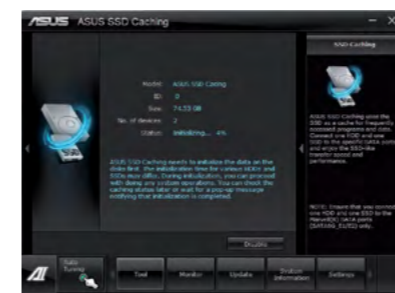 ASUS ASUS SSD Caching
SSD Caching
Model: ASUS SSD Caching
ID: 0
Size: 74.53 GB
No. of devices: 2
Status: Initializing... 4%
ASUS SSD Caching needs to initialize the data on the
disks first. The initialization time for various HDDs and
SSDs may differ. During initialization, you can proceed
with doing any system operations. You can check the
caching status later or wait for a pop-up message
notifying that initialization is completed.
Disable
ASUS SSD Caching uses the
SSD as a cache for frequently
accessed programs and data.
Connect one HDD and one
SSD to the specific SATA ports
and enjoy the SSD-like
transfer speed and
performance.
NOTE: Ensure that you connect
one HDD and one SSD to the
Marvell(R) SATA ports
(SATA6G_E1/E2) only.
Auto
Tuning
Tool
Monitor
Update
System
Information
Settings